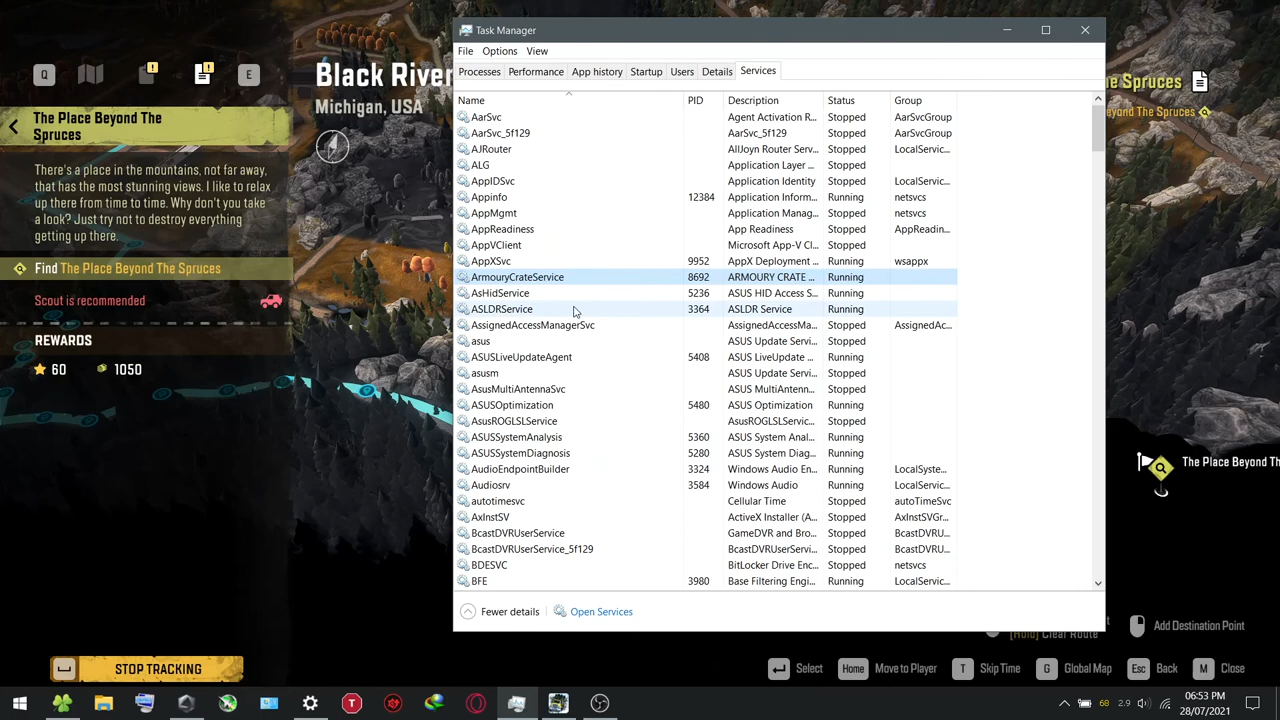 Q
!
!
E
The Place Beyond The
Spruces
There's a place in the mountains, not far away,
that has the most stunning views. I like to relax
up there from time to time. Why don't you take
a look? Just try not to destroy everything
getting up there.
Find The Place Beyond The Spruces
Scout is recommended
REWARDS
60 1050
STOP TRACKING
Black River
Michigan, USA
Task Manager
File Options View
Processes Performance App history Startup Users Details Services
Name PID Description Status Group
AarSvc Agent Activation R... Stopped AarSvcGroup
AarSvc_5f129 AarSvc_5f129 Stopped AarSvcGroup
AJRouter AllJoyn Router Serv... Stopped LocalServic...
ALG Application Layer ... Stopped
AppIDSvc Application Identity Stopped LocalServic...
Appinfo 12384 Application Inform... Running netsvcs
AppMgmt Application Manag... Stopped netsvcs
AppReadiness App Readiness Stopped AppReadin...
AppVClient Microsoft App-V Cl... Stopped
AppXSvc 9952 AppX Deployment ... Running wsappx
ArmouryCrateService 8692 ARMOURY CRATE ... Running
AsHidService 5236 ASUS HID Access S... Running
ASLDRService 3364 ASLDR Service Running
AssignedAccessManagerSvc AssignedAccessMa... Stopped AssignedAc...
asus ASUS Update Servi... Stopped
ASUSLiveUpdateAgent 5408 ASUS LiveUpdate ... Running
asusm ASUS Update Servi... Stopped
AsusMultiAntennaSvc ASUS MultiAntenn... Stopped
ASUSOptimization 5480 ASUS Optimization Running
AsusROGLSLService AsusROGLSLServic... Stopped
ASUSSystemAnalysis 5360 ASUS System Anal... Running
ASUSSystemDiagnosis 5280 ASUS System Diag... Running
AudioEndpointBuilder 3324 Windows Audio En... Running LocalSyste...
Audiosrv 3584 Windows Audio Running LocalServic...
autotimesvc Cellular Time Stopped autoTimeSvc
AxInstSV ActiveX Installer (A... Stopped AxInstSVGr...
BcastDVRUserService GameDVR and Bro... Stopped BcastDVRU...
BcastDVRUserService_5f129 BcastDVRUserServi... Stopped BcastDVRU...
BDESVC BitLocker Drive Enc... Stopped netsvcs
BFE 3980 Base Filtering Engi... Running LocalServic...
Fewer details Open Services
e Spruces
eyond The Spruces
The Place Beyond Th
[Hold] Clear Route
Add Destination Point
Select Home Move to Player T Skip Time G Global Map Esc Back M Close
T
68 2.9
06:53 PM
28/07/2021